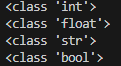 <class 'int'>
<class 'float'>
<class 'str'>
<class 'bool'>